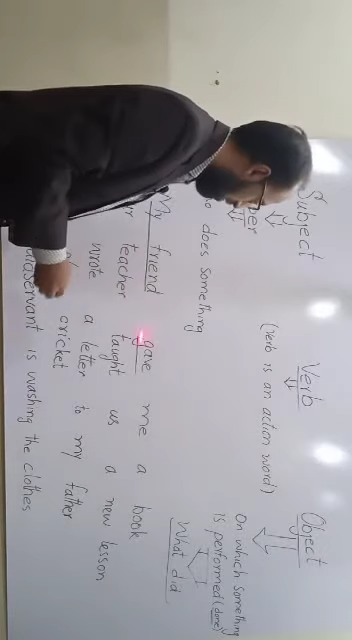 Subject Verb Object
(verb is an action word) On which something
does something is performed (done)
What did
My friend gave me a book
teacher taught us a new lesson
wrote a letter to my father
cricket
servant is washing the clothes